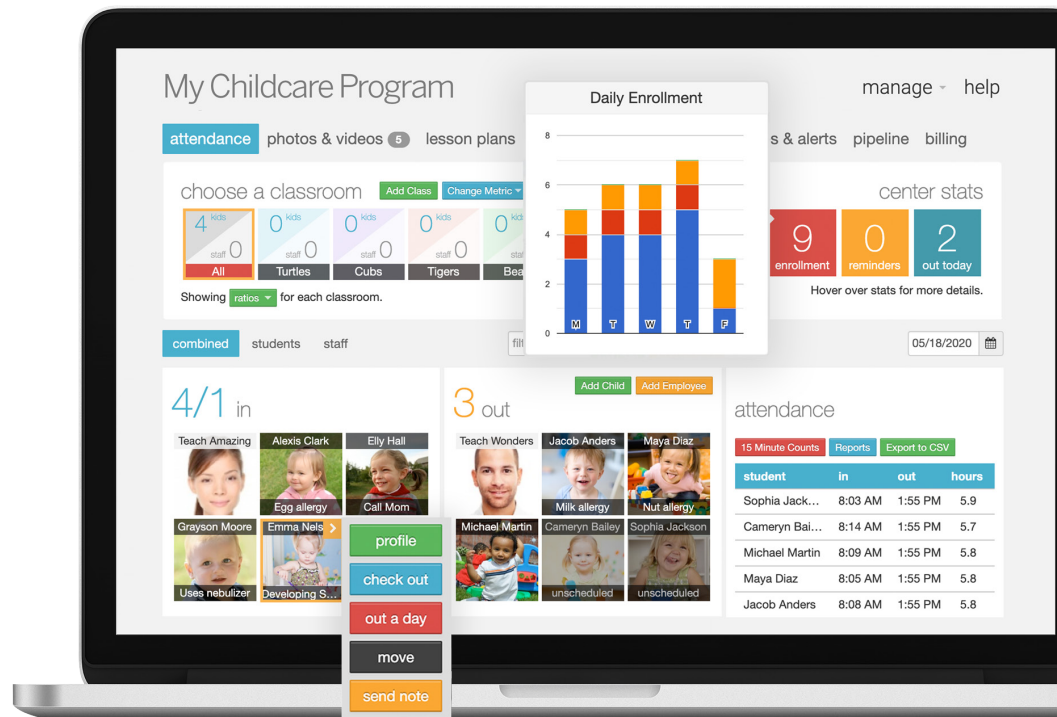 My Childcare Program
manage help
Daily Enrollment
8
6
4
2
0
M T W T F
attendance photos & videos 5 lesson plans
s & alerts pipeline billing
choose a classroom Add Class Change Metric
4 kids staff 0 All
0 kids staff 0 Turtles
0 kids staff 0 Cubs
0 kids staff 0 Tigers
0
Showing ratios for each classroom.
center stats
9 enrollment
0 reminders
2 out today
Hover over stats for more details.
combined students staff
05/18/2020
4/1 in
Teach Amazing
Alexis Clark
Egg allergy
Elly Hall
Call Mom
Grayson Moore
Uses nebulizer
Emma Nels
Developing S...
profile
check out
out a day
move
send note
Add Child Add Employee
3 out
Teach Wonders
Jacob Anders
Milk allergy
Maya Diaz
Nut allergy
Michael Martin
Cameryn Bailey
unscheduled
Sophia Jackson
unscheduled
attendance
15 Minute Counts Reports Export to CSV
student in out hours
Sophia Jack... 8:03 AM 1:55 PM 5.9
Cameryn Bai... 8:14 AM 1:55 PM 5.7
Michael Martin 8:09 AM 1:55 PM 5.8
Maya Diaz 8:05 AM 1:55 PM 5.8
Jacob Anders 8:08 AM 1:55 PM 5.8